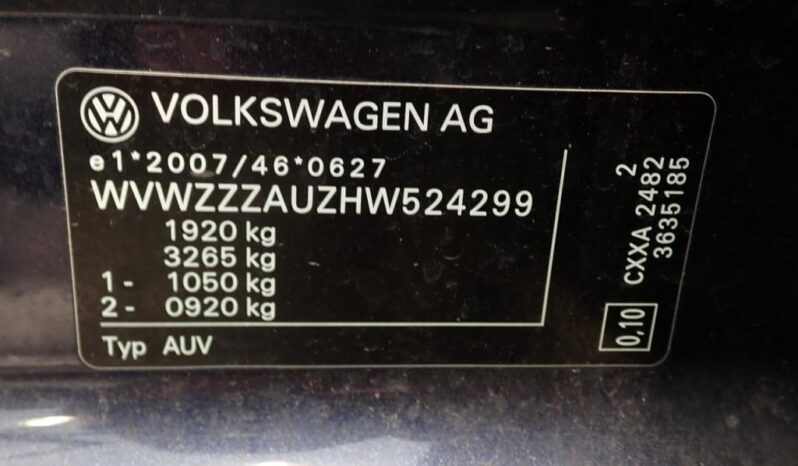 VOLKSWAGEN AG
e1*2007/46*0627
WVWZZZAUZHW524299
1920 kg
3265 kg
1 - 1050 kg
2 - 0920 kg
Typ AUV
2
CXXA 2482
3635185
0,10